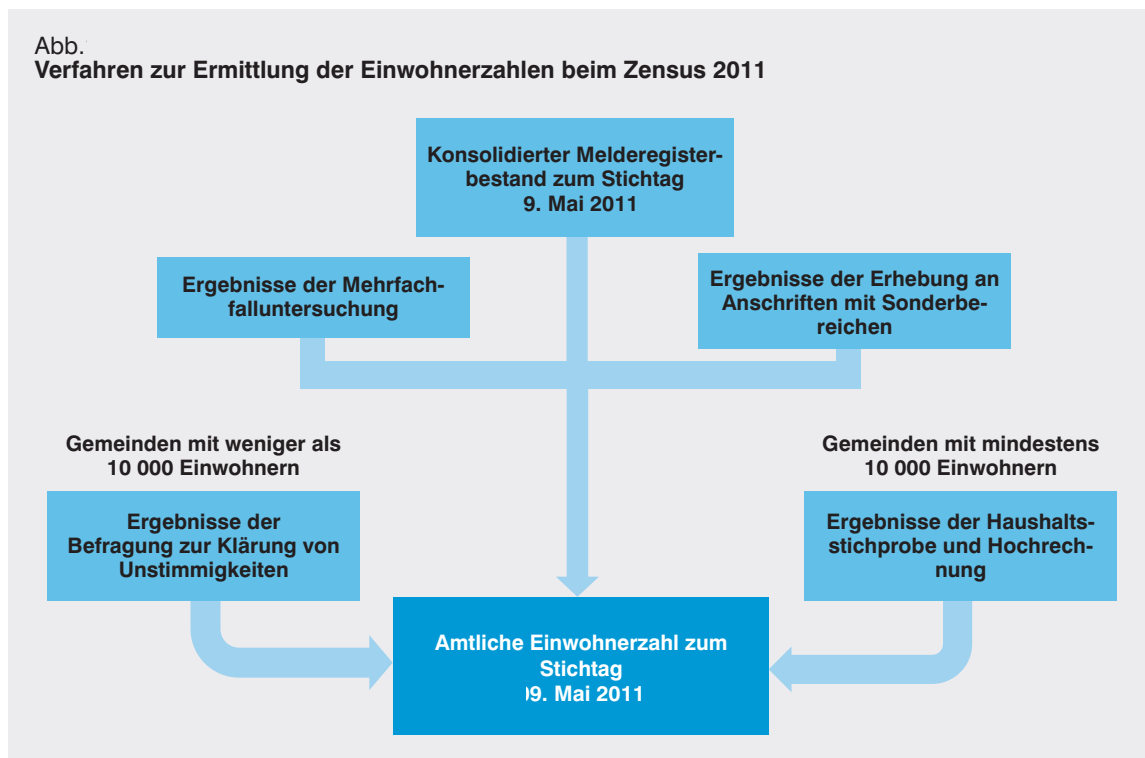 Abb.
Verfahren zur Ermittlung der Einwohnerzahlen beim Zensus 2011
Konsolidierter Melderegister-
bestand zum Stichtag
9. Mai 2011
Ergebnisse der Mehrfach-
falluntersuchung
Ergebnisse der Erhebung an
Anschriften mit Sonderbe-
reichen
Gemeinden mit weniger als
10 000 Einwohnern
Gemeinden mit mindestens
10 000 Einwohnern
Ergebnisse der
Befragung zur Klärung von
Unstimmigkeiten
Ergebnisse der Haushalts-
stichprobe und Hochrech-
nung
Amtliche Einwohnerzahl zum
Stichtag
09. Mai 2011